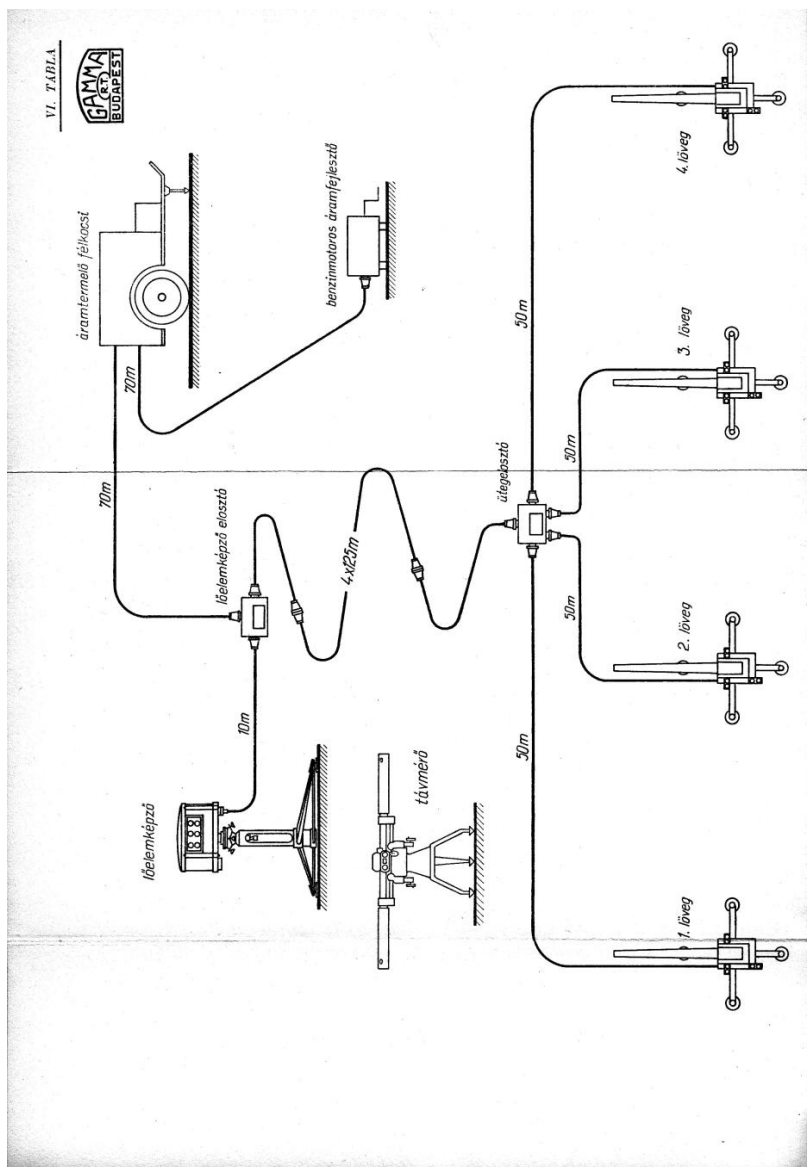 VI. TÁBLA
GAMMA
R.T.
BUDAPEST
áramtermelő félkocsi
benzinmotoros áramfejlesztő
70m
70m
lőelemképző elosztó
4x125m
10m
lőelemképző
távmérő
ütegelosztó
50m
50m
50m
50m
1. löveg
2. löveg
3. löveg
4. löveg